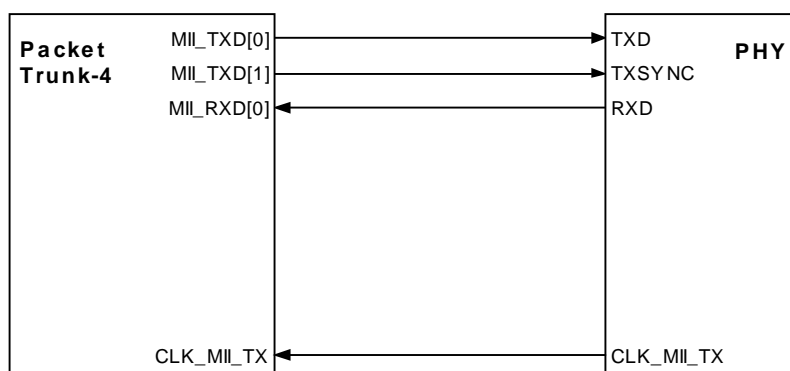 Packet
Trunk-4
MII_TXD[0]
MII_TXD[1]
MII_RXD[0]
CLK_MII_TX
TXD
TXSYNC
RXD
CLK_MII_TX
PHY